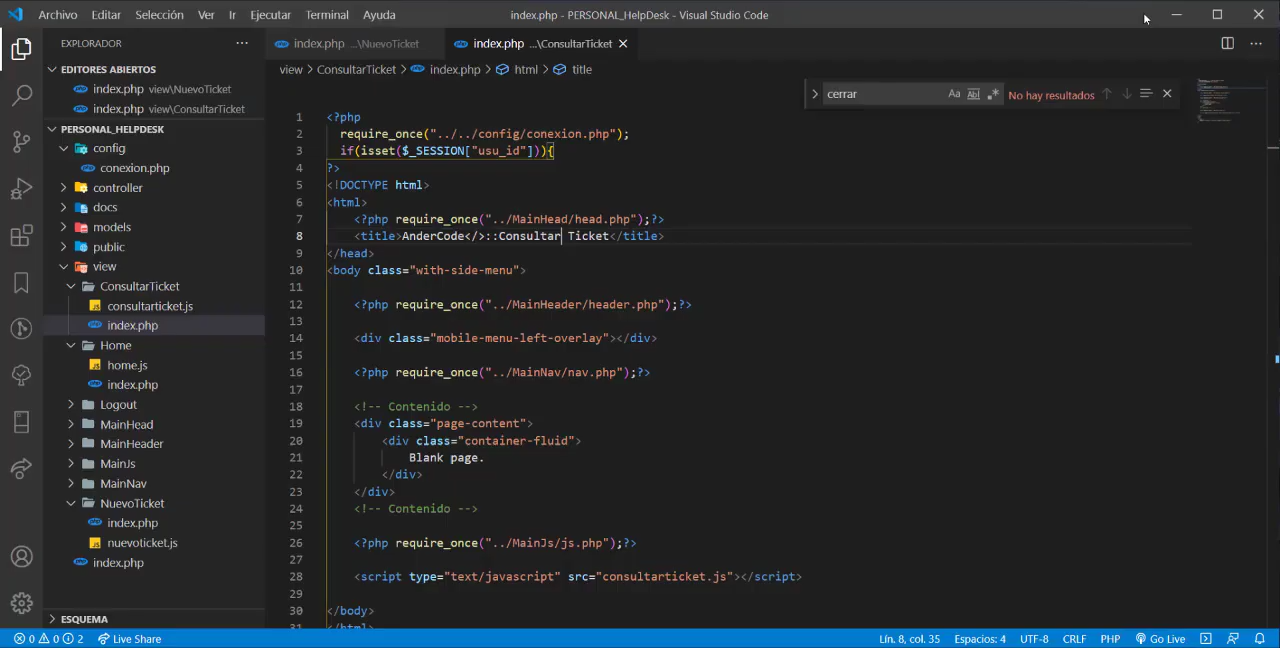 Archivo Editar Selección Ver Ir Ejecutar Terminal Ayuda
index.php - PERSONAL_HelpDesk - Visual Studio Code
EXPLORADOR
EDITORES ABIERTOS
index.php view\NuevoTicket
index.php view\ConsultarTicket
PERSONAL_HELPDESK
config
conexion.php
controller
docs
models
public
view
ConsultarTicket
consultarticket.js
index.php
Home
home.js
index.php
Logout
MainHead
MainHeader
MainJs
MainNav
NuevoTicket
index.php
nuevoticket.js
index.php
ESQUEMA
index.php ...\NuevoTicket
index.php ...\ConsultarTicket
view > ConsultarTicket > index.php > html > title
cerrar
Aa Abl .*
No hay resultados
1 <?php
2 require_once("../../config/conexion.php");
3 if(isset($_SESSION["usu_id"])){
4 ?>
5 <!DOCTYPE html>
6 <html>
7 <?php require_once("../MainHead/head.php");?>
8 <title>AnderCode</>::Consultar Ticket</title>
9 </head>
10 <body class="with-side-menu">
11
12 <?php require_once("../MainHeader/header.php");?>
13
14 <div class="mobile-menu-left-overlay"></div>
15
16 <?php require_once("../MainNav/nav.php");?>
17
18 <!-- Contenido -->
19 <div class="page-content">
20 <div class="container-fluid">
21 Blank page.
22 </div>
23 </div>
24 <!-- Contenido -->
25
26 <?php require_once("../MainJs/js.php");?>
27
28 <script type="text/javascript" src="consultarticket.js"></script>
29
30 </body>
31 </html>
0 0 2 Live Share
Lín. 8, col. 35 Espacios: 4 UTF-8 CRLF PHP Go Live